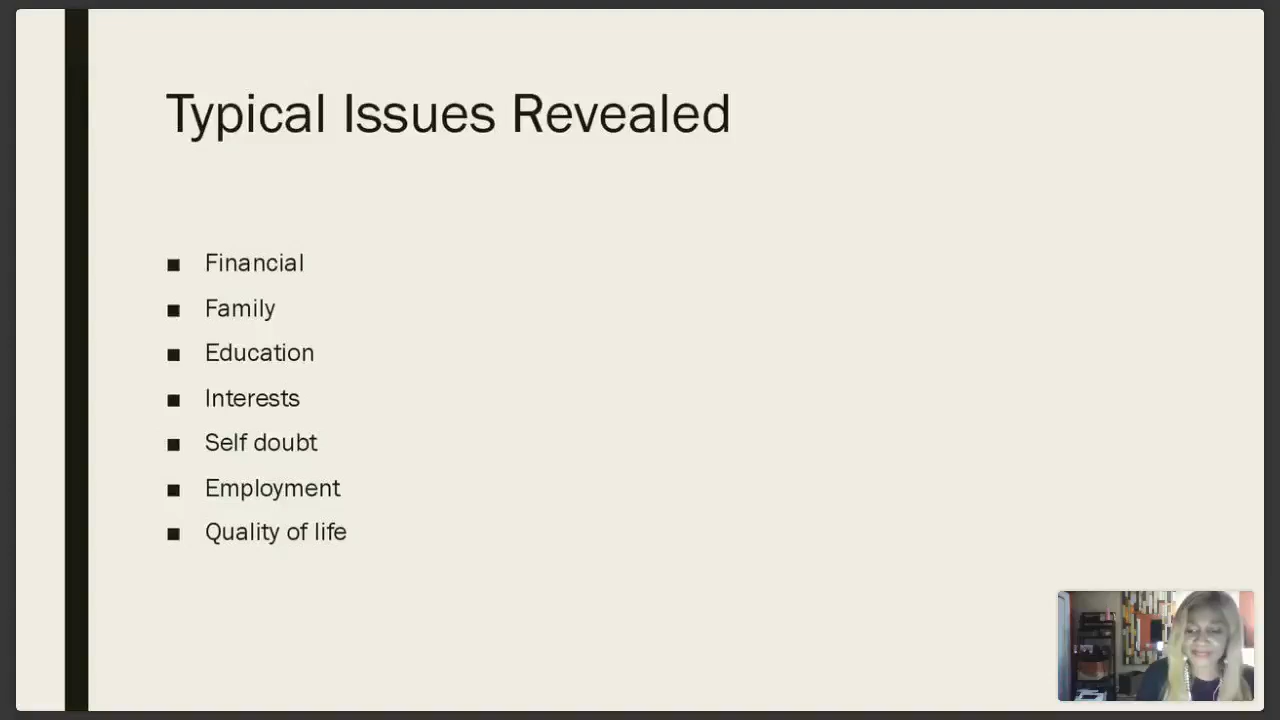 Typical Issues Revealed
Financial
Family
Education
Interests
Self doubt
Employment
Quality of life